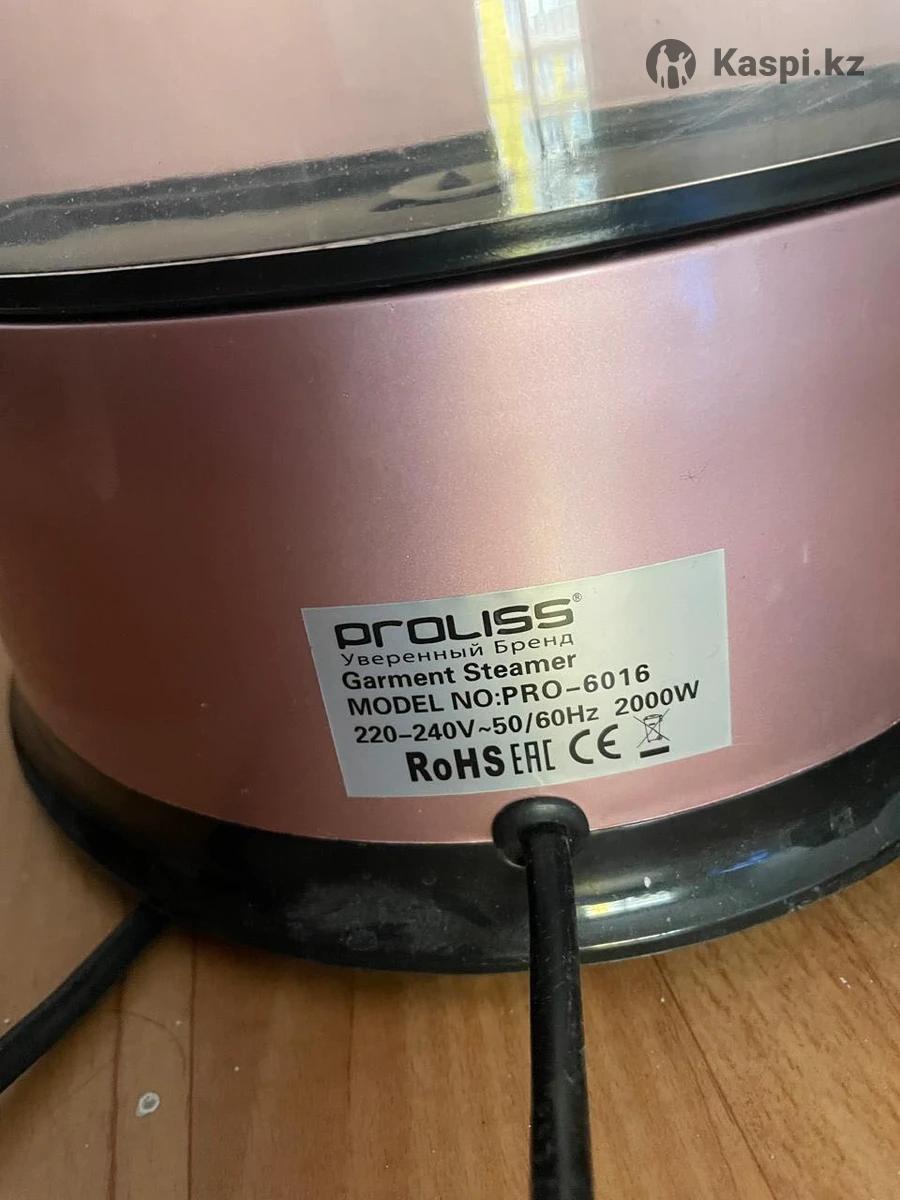 Kaspi.kz
PROLISS®
Уверенный Бренд
Garment Steamer
MODEL NO:PRO-6016
220-240V~50/60Hz 2000W
RoHS EAC CE